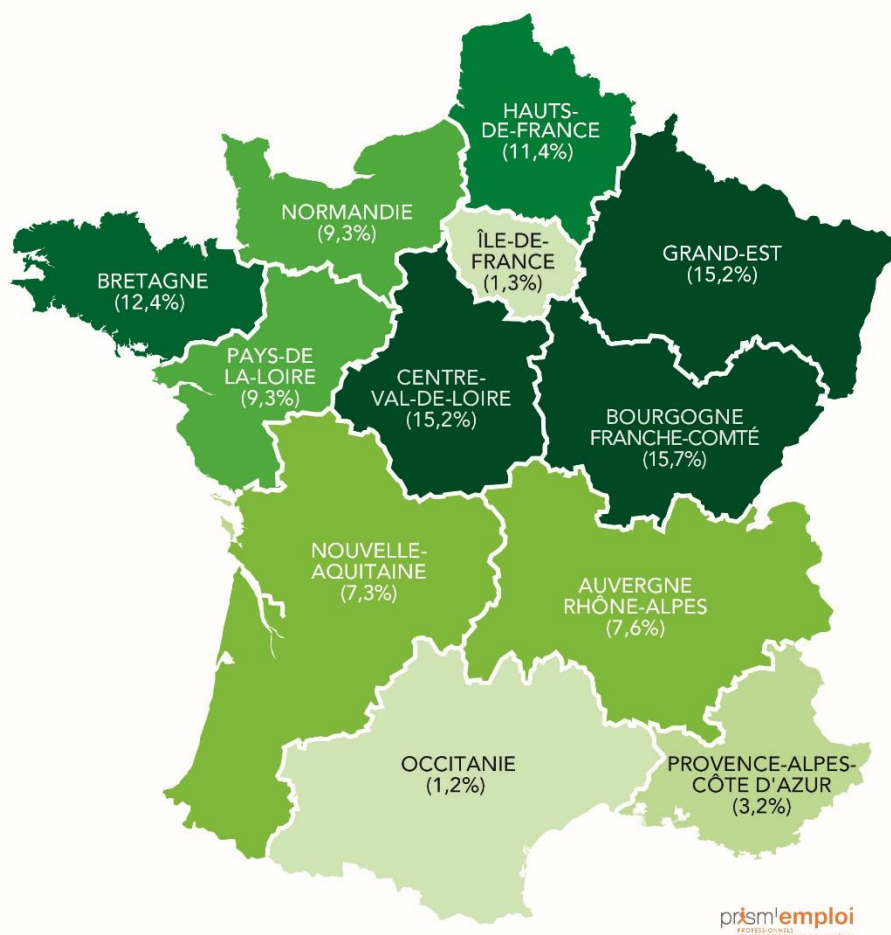 HAUTS-
DE-FRANCE
(11,4%)
NORMANDIE
(9,3%)
ÎLE-DE-
FRANCE
(1,3%)
GRAND-EST
(15,2%)
BRETAGNE
(12,4%)
PAYS-DE
LA-LOIRE
(9,3%)
CENTRE-
VAL-DE-LOIRE
(15,2%)
BOURGOGNE
FRANCHE-COMTÉ
(15,7%)
NOUVELLE-
AQUITAINE
(7,3%)
AUVERGNE
RHÔNE-ALPES
(7,6%)
OCCITANIE
(1,2%)
PROVENCE-ALPES-
CÔTE D'AZUR
(3,2%)
prism'emploi
PROFESSIONNELS